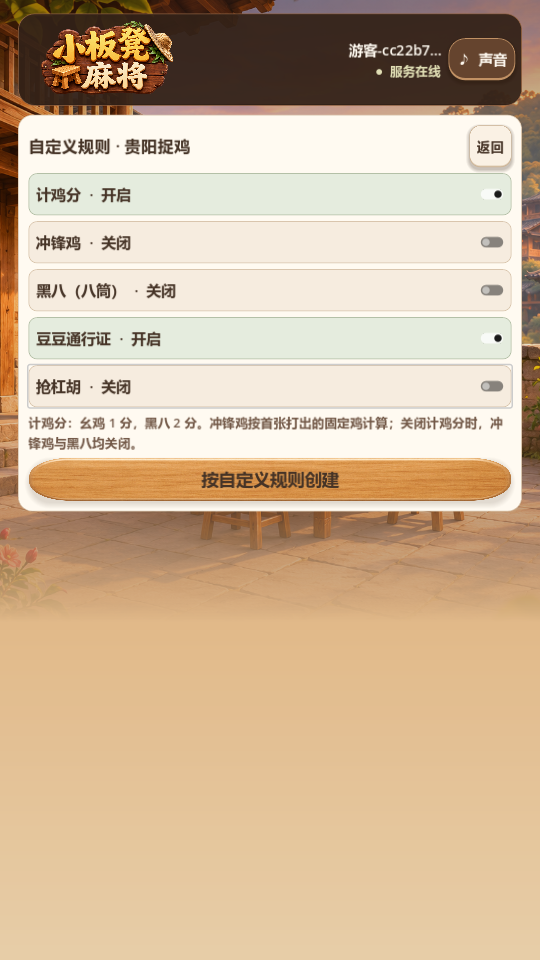 小板凳
麻将
游客-cc22b7...
服务在线
♪ 声音
自定义规则 · 贵阳捉鸡
返回
计鸡分 · 开启
冲锋鸡 · 关闭
黑八（八筒） · 关闭
豆豆通行证 · 开启
抢杠胡 · 关闭
计鸡分：幺鸡 1 分，黑八 2 分。冲锋鸡按首张打出的固定鸡计算；关闭计鸡分时，冲
锋鸡与黑八均关闭。
按自定义规则创建